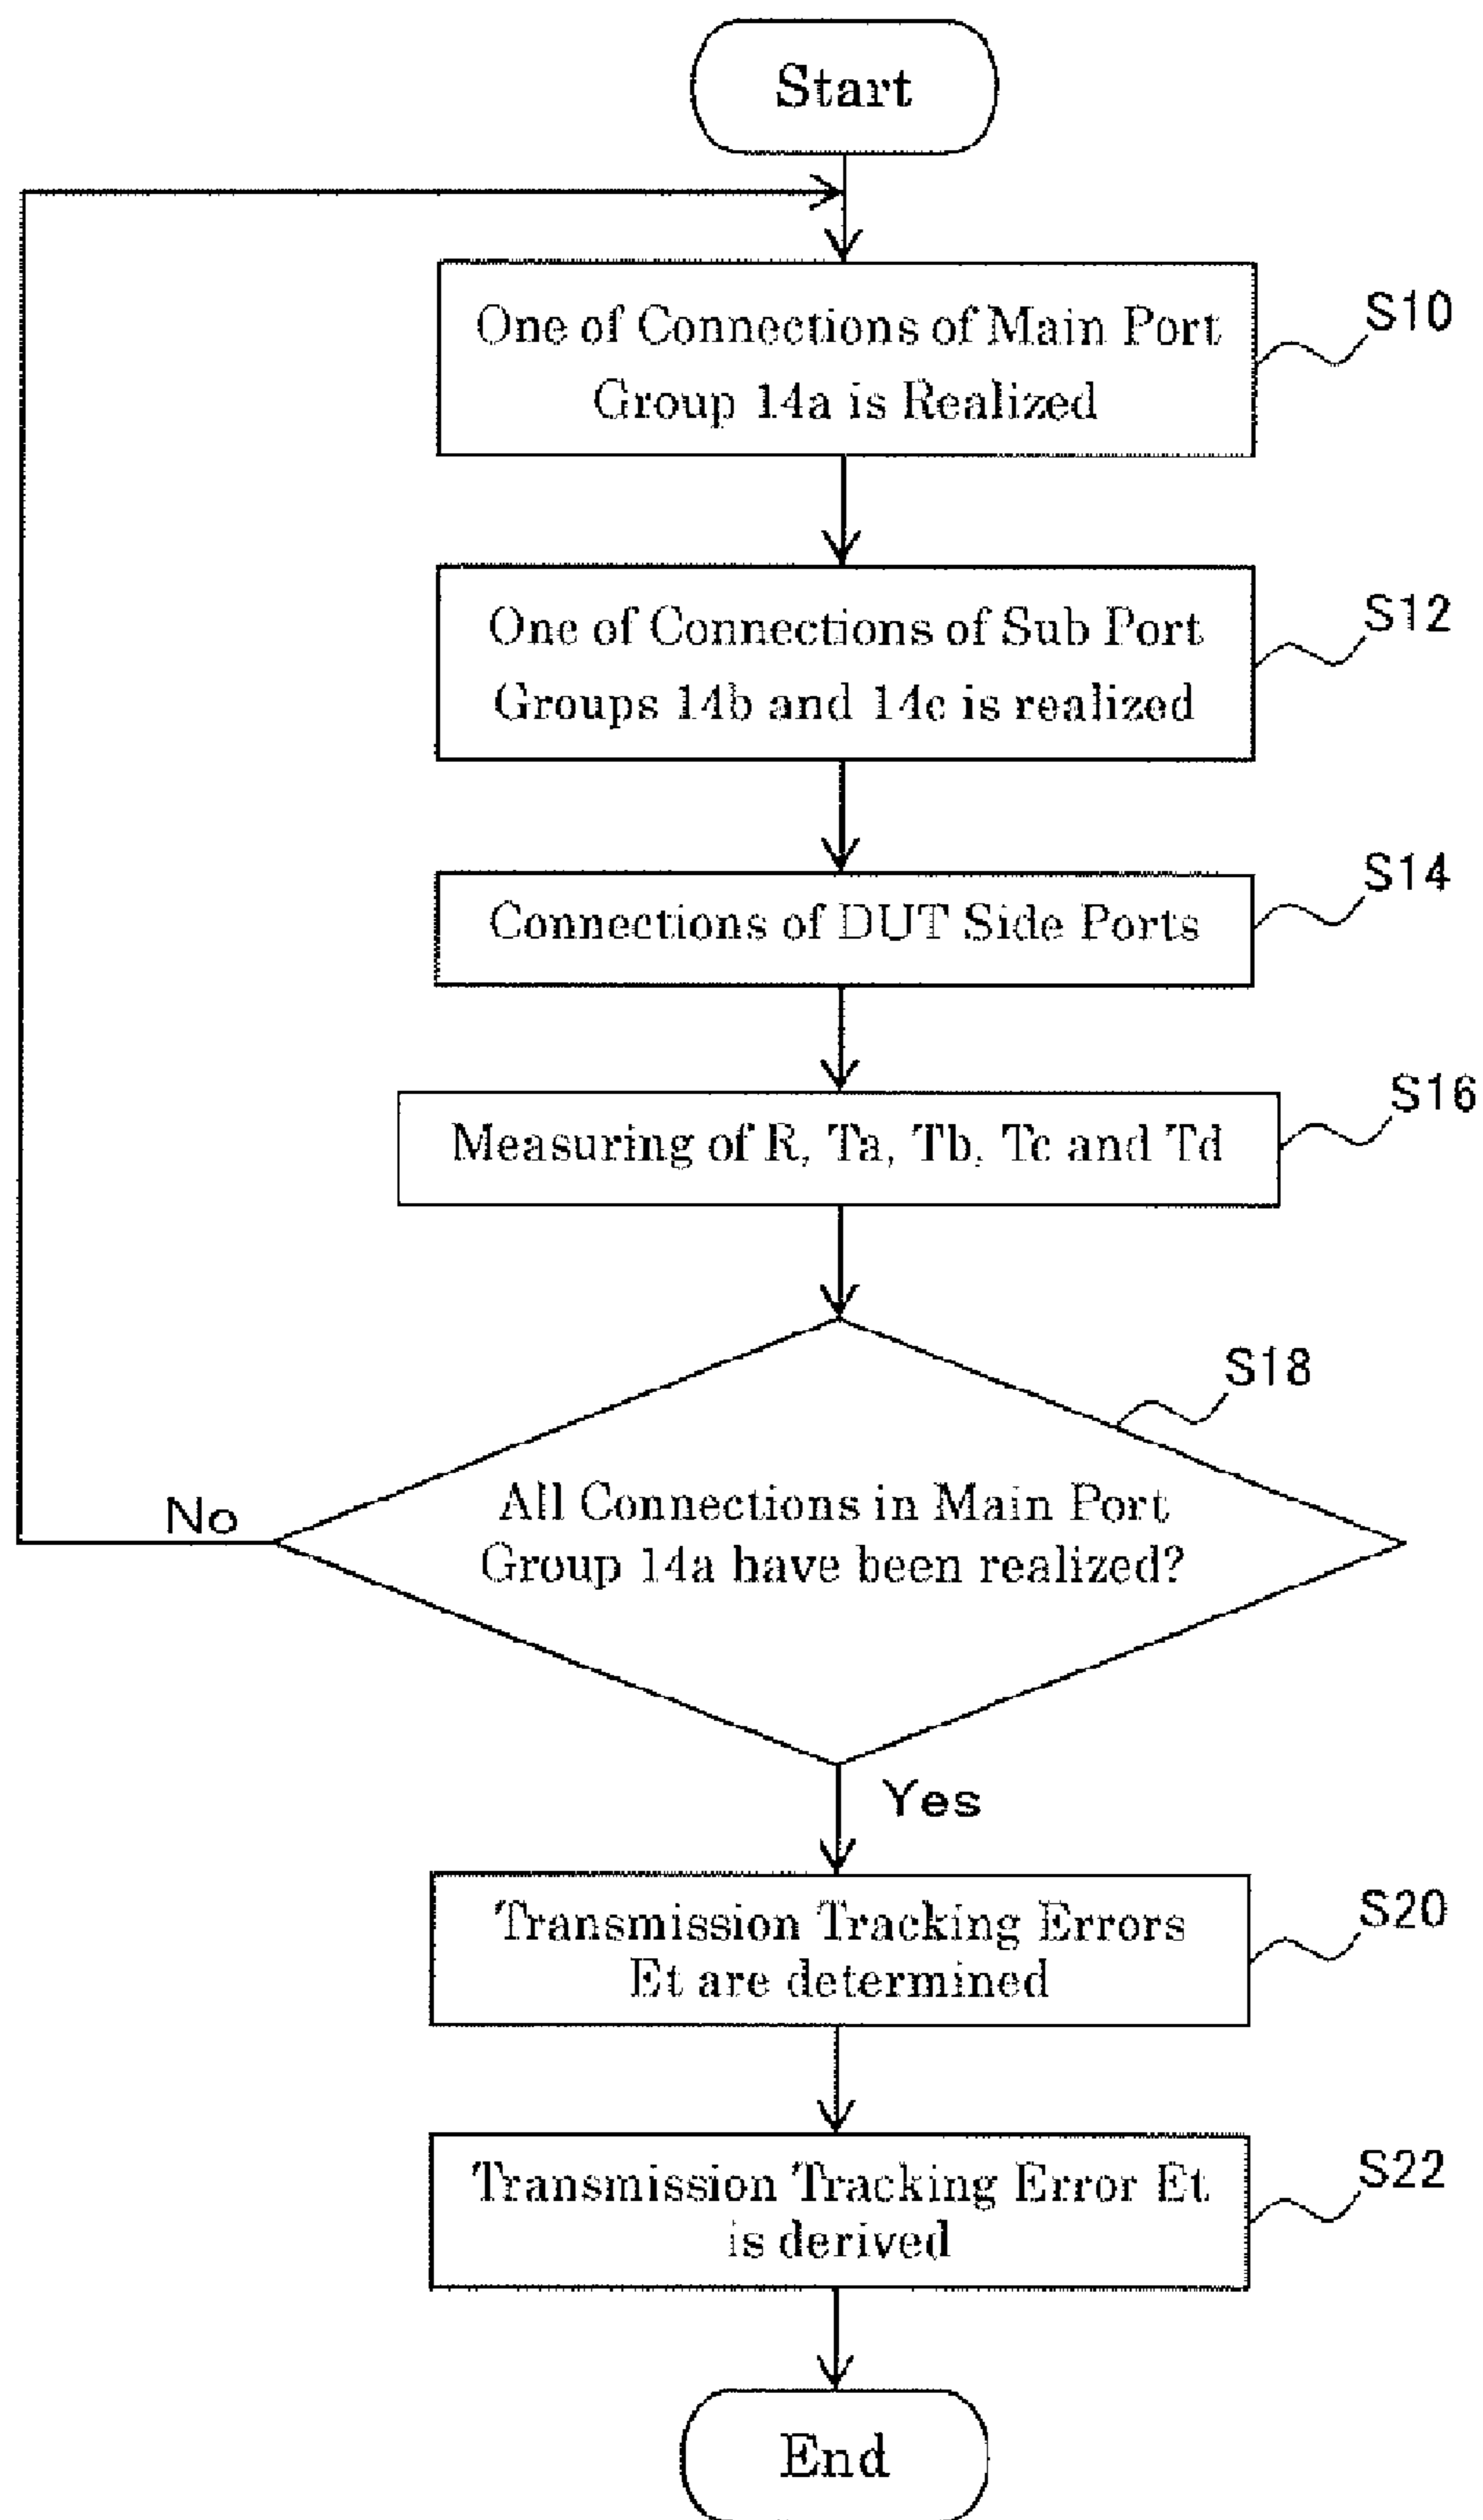 Start
One of Connections of Main Port
Group 14a is Realized
S10
One of Connections of Sub Port
Groups 14b and 14c is realized
S12
Connections of DUT Side Ports
S14
Measuring of R, Ta, Tb, Tc and Td
S16
S18
All Connections in Main Port
Group 14a have been realized?
No
Yes
Transmission Tracking Errors
Et are determined
S20
Transmission Tracking Error Et
is derived
S22
End